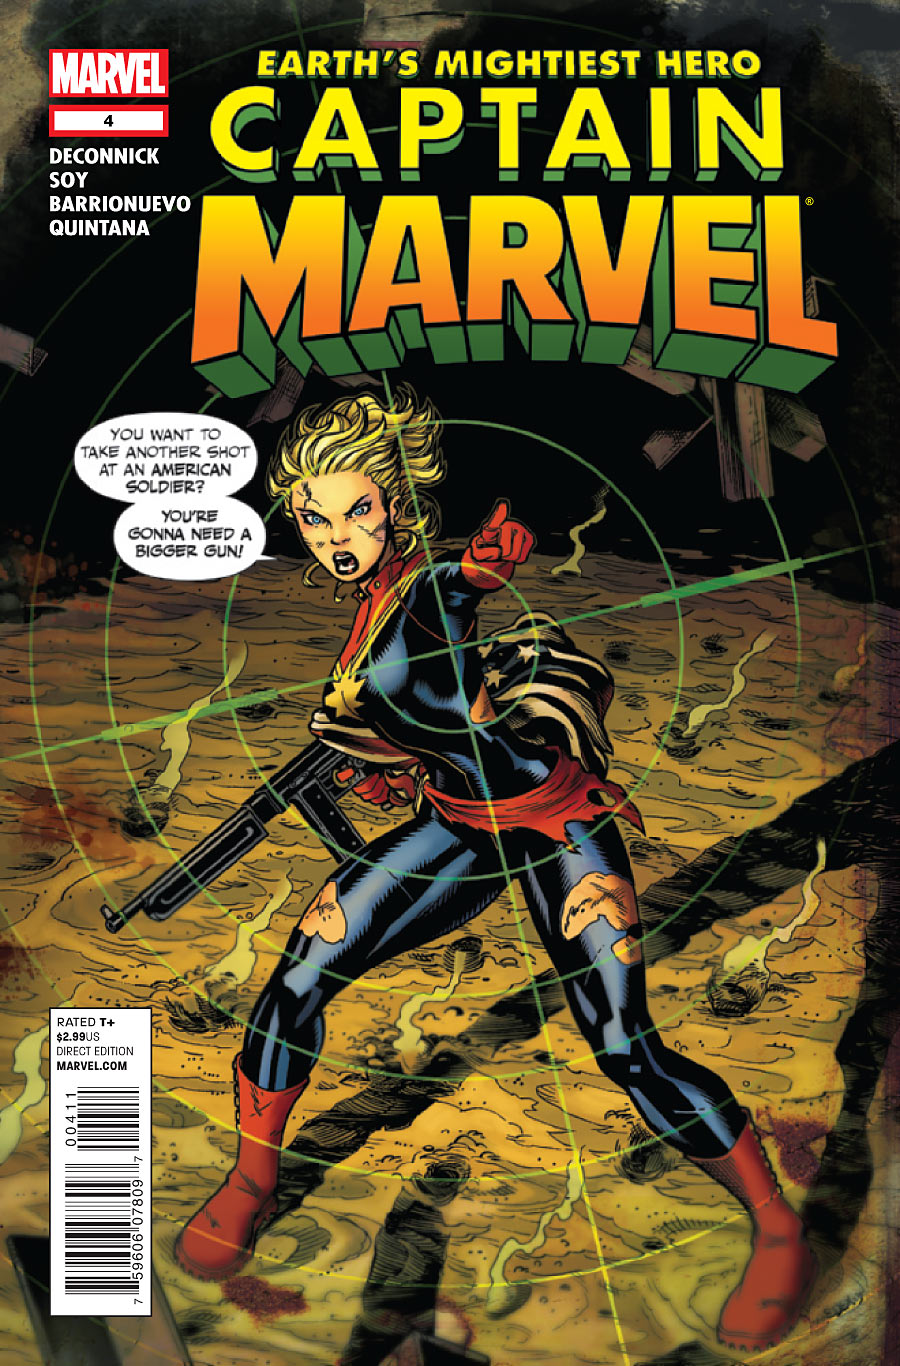 MARVEL
4
DECONNICK
SOY
BARRIONUEVO
QUINTANA
EARTH'S MIGHTIEST HERO
CAPTAIN
MARVEL®
YOU WANT TO
TAKE ANOTHER SHOT
AT AN AMERICAN
SOLDIER?
YOU'RE
GONNA NEED A
BIGGER GUN!
RATED T+
$2.99US
DIRECT EDITION
MARVEL.COM
00411
7 59606 07809 7